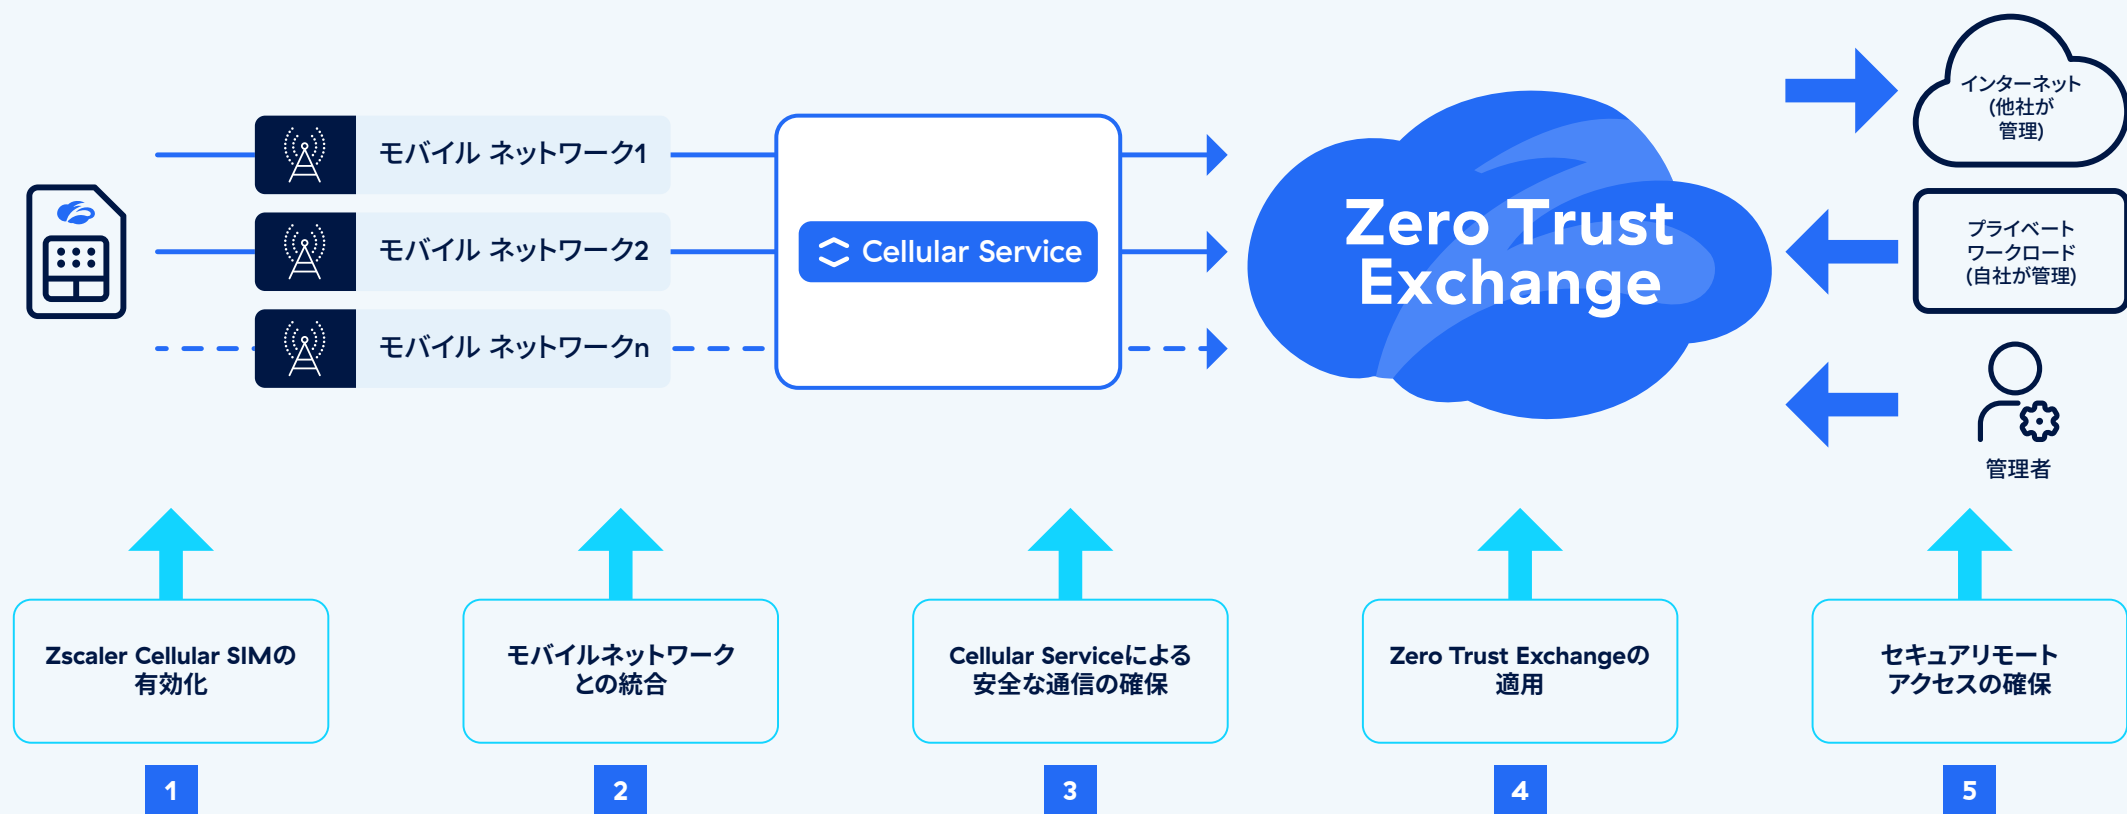 モバイル ネットワーク1
モバイル ネットワーク2
モバイル ネットワークn
Cellular Service
Zero Trust
Exchange
インターネット
(他社が
管理)
プライベート
ワークロード
(自社が管理)
管理者
Zscaler Cellular SIMの
有効化
モバイルネットワーク
との統合
Cellular Serviceによる
安全な通信の確保
Zero Trust Exchangeの
適用
セキュアリモート
アクセスの確保
1
2
3
4
5